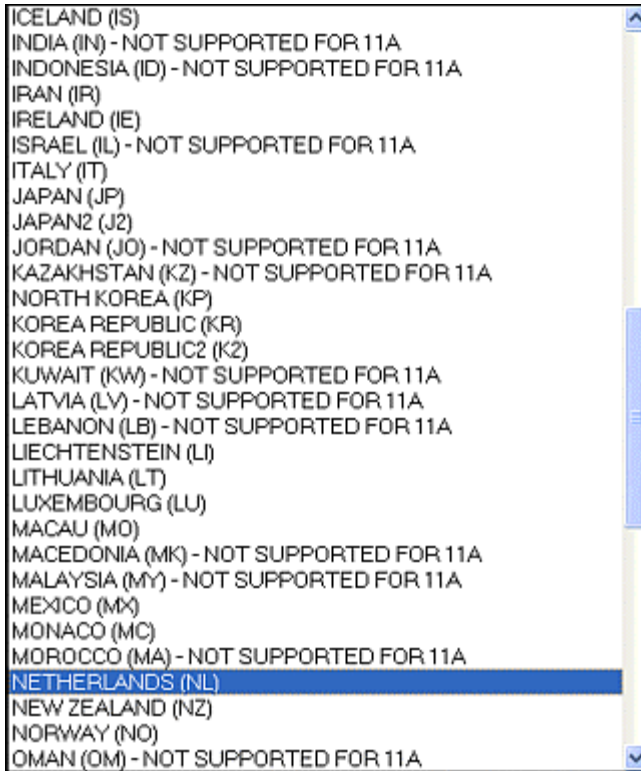 ICELAND (IS)
INDIA (IN) - NOT SUPPORTED FOR 11A
INDONESIA (ID) - NOT SUPPORTED FOR 11A
IRAN (IR)
IRELAND (IE)
ISRAEL (IL) - NOT SUPPORTED FOR 11A
ITALY (IT)
JAPAN (JP)
JAPAN2 (J2)
JORDAN (JO) - NOT SUPPORTED FOR 11A
KAZAKHSTAN (KZ) - NOT SUPPORTED FOR 11A
NORTH KOREA (KP)
KOREA REPUBLIC (KR)
KOREA REPUBLIC2 (K2)
KUWAIT (KW) - NOT SUPPORTED FOR 11A
LATVIA (LV) - NOT SUPPORTED FOR 11A
LEBANON (LB) - NOT SUPPORTED FOR 11A
LIECHTENSTEIN (LI)
LITHUANIA (LT)
LUXEMBOURG (LU)
MACAU (MO)
MACEDONIA (MK) - NOT SUPPORTED FOR 11A
MALAYSIA (MY) - NOT SUPPORTED FOR 11A
MEXICO (MX)
MONACO (MC)
MOROCCO (MA) - NOT SUPPORTED FOR 11A
NETHERLANDS (NL)
NEW ZEALAND (NZ)
NORWAY (NO)
OMAN (OM) - NOT SUPPORTED FOR 11A